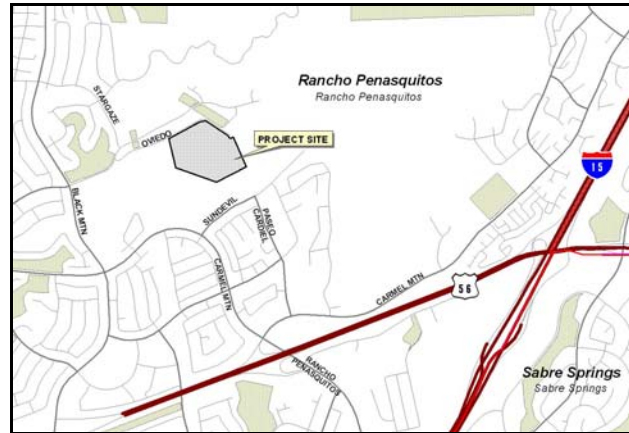 Rancho Penasquitos
Rancho Penasquitos
STARGAZE
OVIEDO
PROJECT SITE
15
BLACK MTN
SUNDEVIL
PASEO
CARDIEL
CARMEL MTN
CARMEL MTN
56
RANCHO
PENASQUITOS
Sabre Springs
Sabre Springs